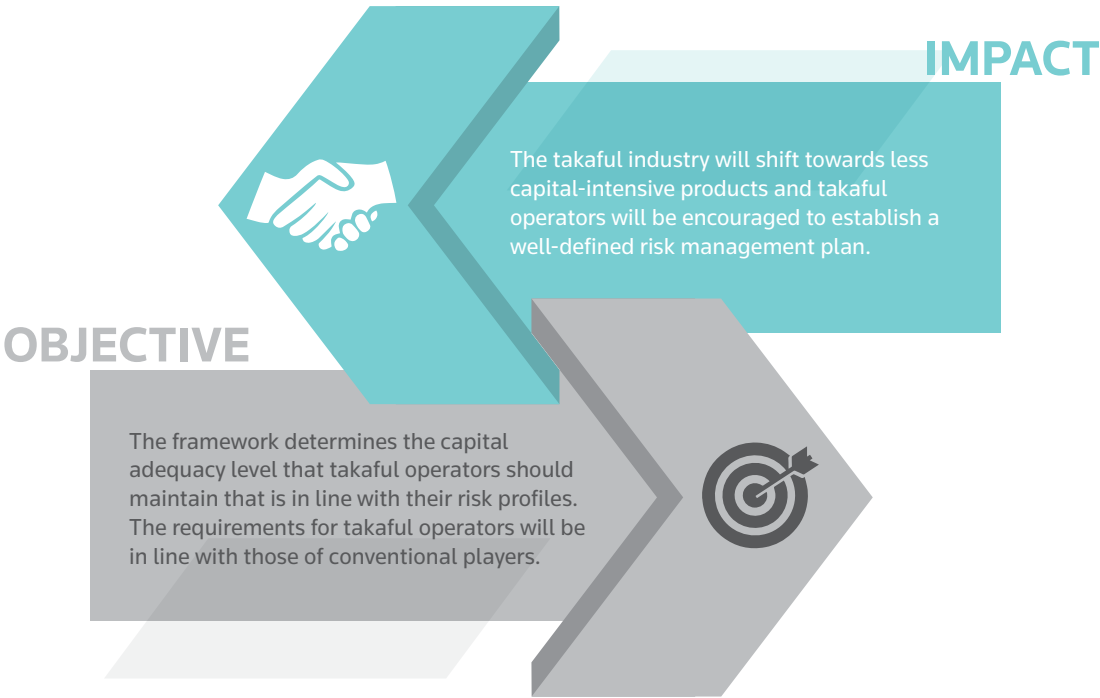 IMPACT
The takaful industry will shift towards less
capital-intensive products and takaful
operators will be encouraged to establish a
well-defined risk management plan.
OBJECTIVE
The framework determines the capital
adequacy level that takaful operators should
maintain that is in line with their risk profiles.
The requirements for takaful operators will be
in line with those of conventional players.